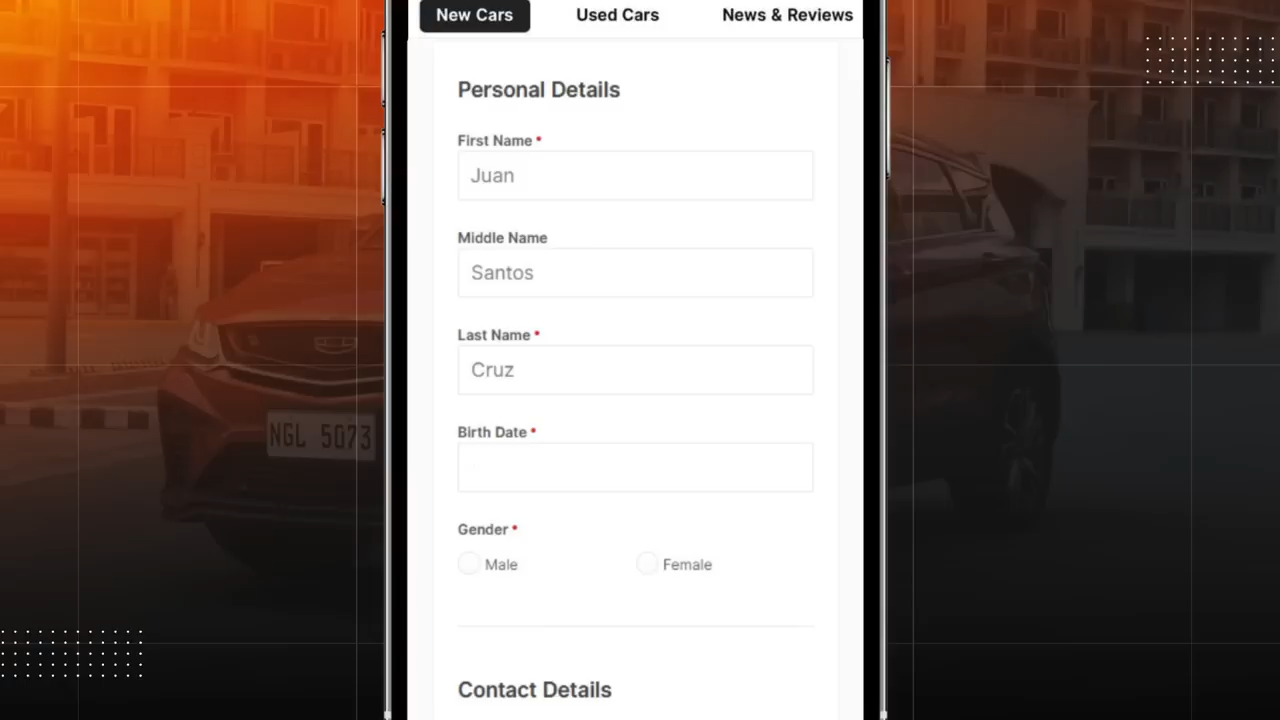 New Cars
Used Cars
News & Reviews
Personal Details
First Name *
Juan
Middle Name
Santos
Last Name *
Cruz
Birth Date *
Gender *
Male
Female
NGL 5073
Contact Details